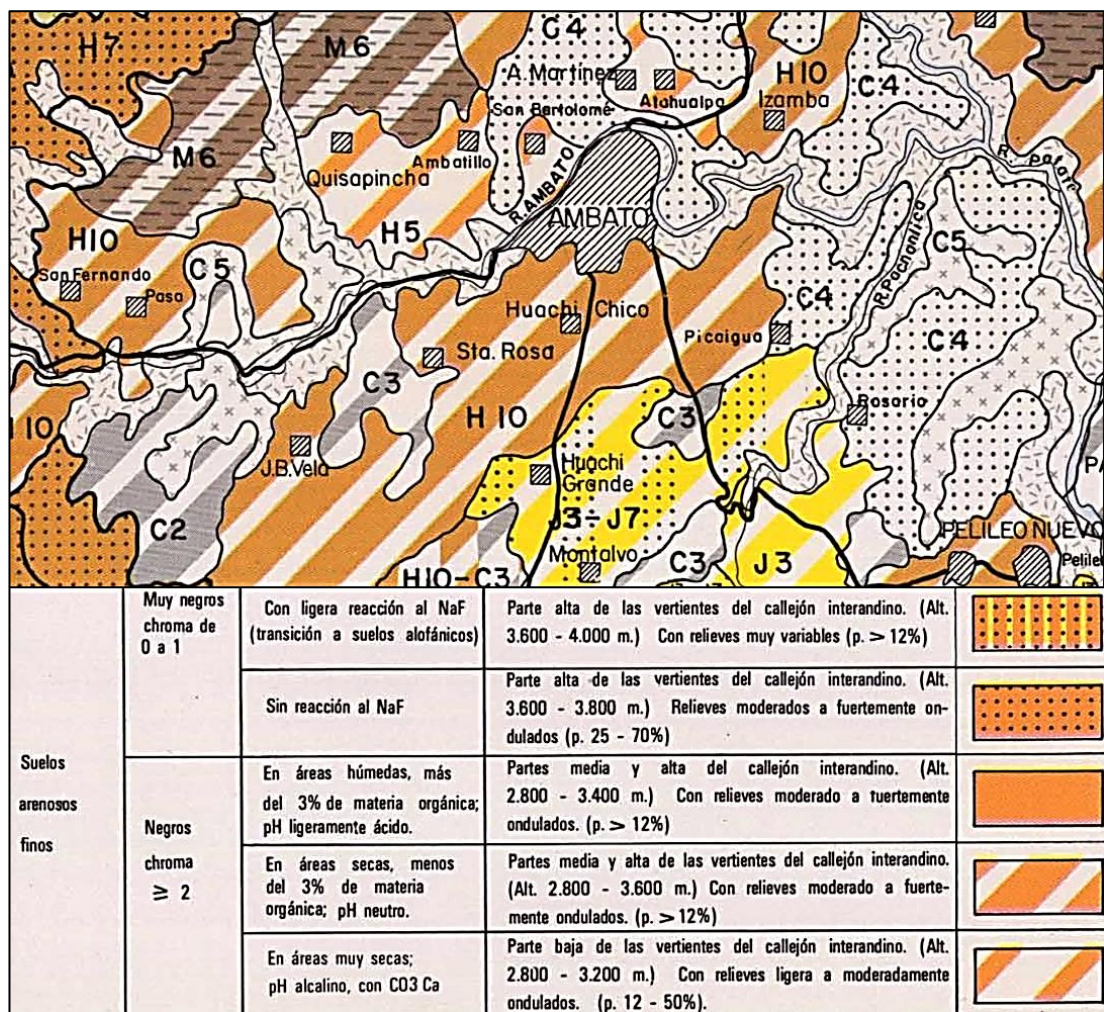 H7
M6
C4
A. Martínez
H10
Izamba
C4
San Bartolomé
Atahualpa
M6
Quisapincha
Ambatillo
R. AMBATO
AMBATO
R. Patate
H10
H5
San Fernando
Pasa
C5
C5
C4
Huachi Chico
Picaigua
C4
Sta. Rosa
C3
H10
C3
Rosario
J.B. Vela
Huachi
Grande
C2
J3-J7
Montalvo
C3
J3
PELILEO NUEVO
H10-C3
Suelos
arenosos
finos
Muy negros
chroma de
0 a 1
Con ligera reacción al NaF
(transición a suelos alofánicos)
Parte alta de las vertientes del callejón interandino. (Alt.
3.600 - 4.000 m.) Con relieves muy variables (p. > 12%)
Sin reacción al NaF
Parte alta de las vertientes del callejón interandino. (Alt.
3.600 - 3.800 m.) Relieves moderados a fuertemente on-
dulados (p. 25 - 70%)
Negros
chroma
≥ 2
En áreas húmedas, más
del 3% de materia orgánica;
pH ligeramente ácido.
Partes media y alta del callejón interandino. (Alt.
2.800 - 3.400 m.) Con relieves moderado a fuertemente
ondulados. (p. > 12%)
En áreas secas, menos
del 3% de materia
orgánica; pH neutro.
Partes media y alta de las vertientes del callejón interandino.
(Alt. 2.800 - 3.600 m.) Con relieves moderado a fuerte-
mente ondulados. (p. > 12%)
En áreas muy secas;
pH alcalino, con CO3 Ca
Parte baja de las vertientes del callejón interandino. (Alt.
2.800 - 3.200 m.) Con relieves ligera a moderadamente
ondulados. (p. 12 - 50%).